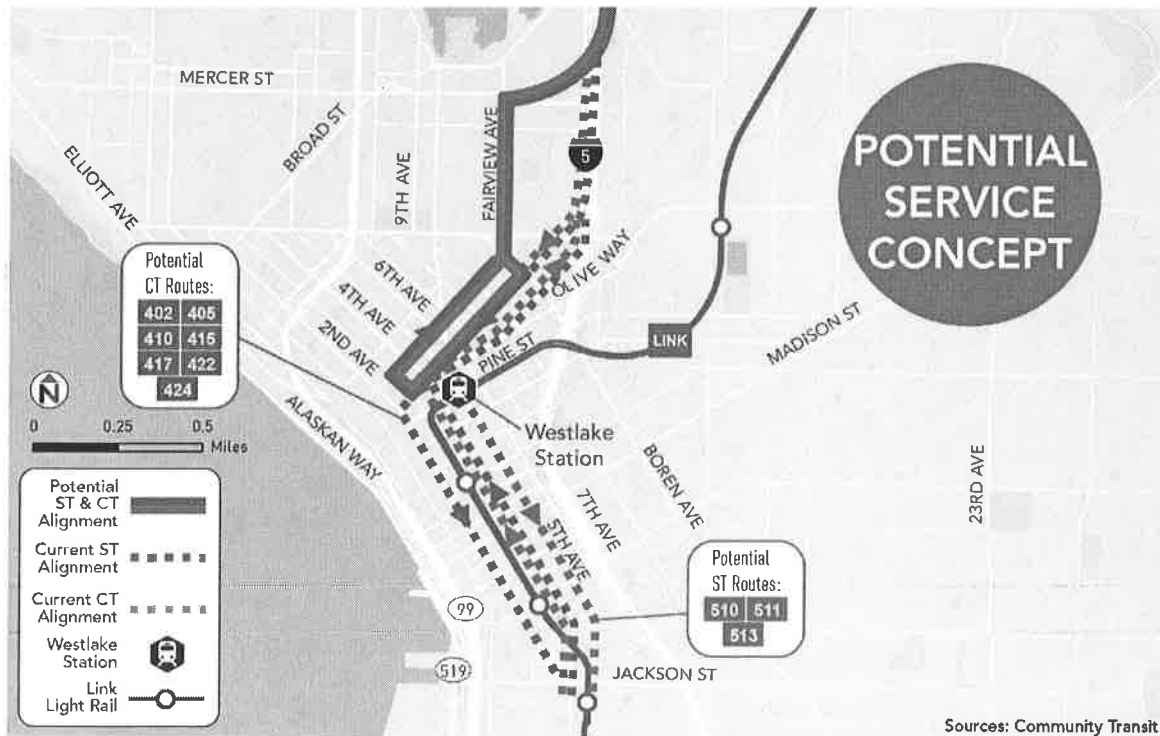 MERCER ST
BROAD ST
ELLIOTT AVE
9TH AVE
FAIRVIEW AVE
5
POTENTIAL
SERVICE
CONCEPT
Potential
CT Routes:
402 405
410 415
417 422
424
6TH AVE
4TH AVE
2ND AVE
OLIVE WAY
PINE ST
LINK
MADISON ST
N
0 0.25 0.5
Miles
ALASKAN WAY
Westlake
Station
BOREN AVE
7TH AVE
5TH AVE
23RD AVE
Potential
ST & CT
Alignment
Current ST
Alignment
Current CT
Alignment
Westlake
Station
Link
Light Rail
99
519
Potential
ST Routes:
510 511
513
JACKSON ST
Sources: Community Transit